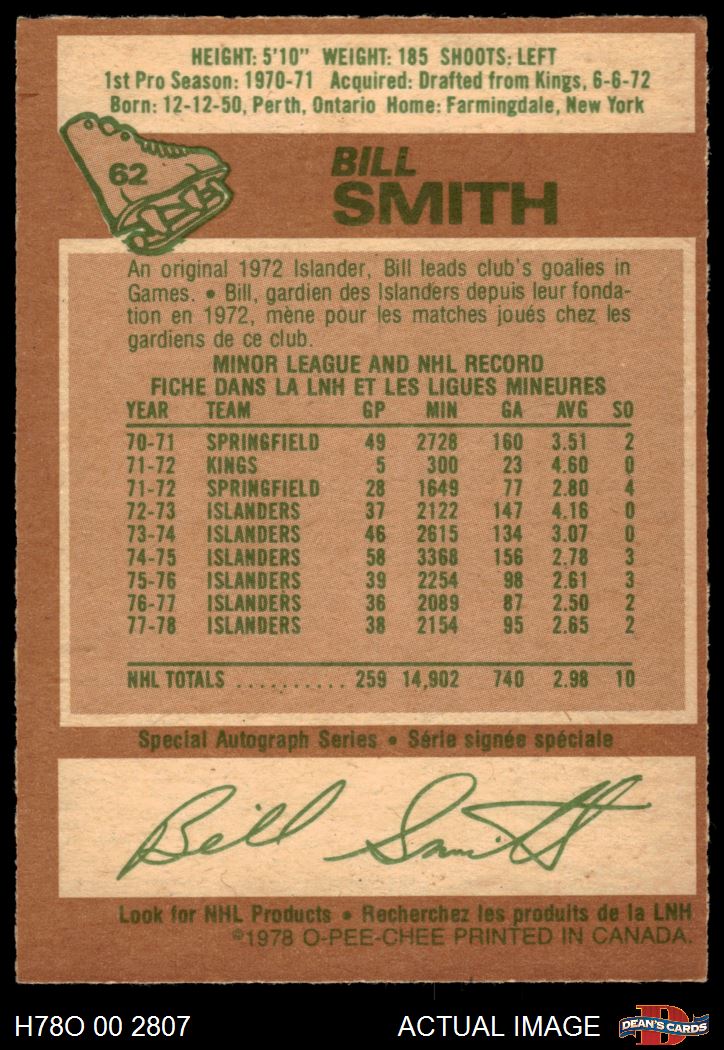 HEIGHT: 5'10" WEIGHT: 185 SHOOTS: LEFT
1st Pro Season: 1970-71 Acquired: Drafted from Kings, 6-6-72
Born: 12-12-50, Perth, Ontario Home: Farmingdale, New York
62
BILL
SMITH
An original 1972 Islander, Bill leads club's goalies in
Games. • Bill, gardien des Islanders depuis leur fonda-
tion en 1972, mène pour les matches joués chez les
gardiens de ce club.
MINOR LEAGUE AND NHL RECORD
FICHE DANS LA LNH ET LES LIGUES MINEURES
YEAR TEAM GP MIN GA AVG SO
70-71 SPRINGFIELD 49 2728 160 3.51 2
71-72 KINGS 5 300 23 4.60 0
71-72 SPRINGFIELD 28 1649 77 2.80 4
72-73 ISLANDERS 37 2122 147 4.16 0
73-74 ISLANDERS 46 2615 134 3.07 0
74-75 ISLANDERS 58 3368 156 2.78 3
75-76 ISLANDERS 39 2254 98 2.61 3
76-77 ISLANDERS 36 2089 87 2.50 2
77-78 ISLANDERS 38 2154 95 2.65 2
NHL TOTALS .......... 259 14,902 740 2.98 10
Special Autograph Series • Série signée spéciale
Bill Smith
Look for NHL Products • Recherchez les produits de la LNH
©1978 O-PEE-CHEE PRINTED IN CANADA.
H78O 00 2807 ACTUAL IMAGE
D
DEAN'S CARDS